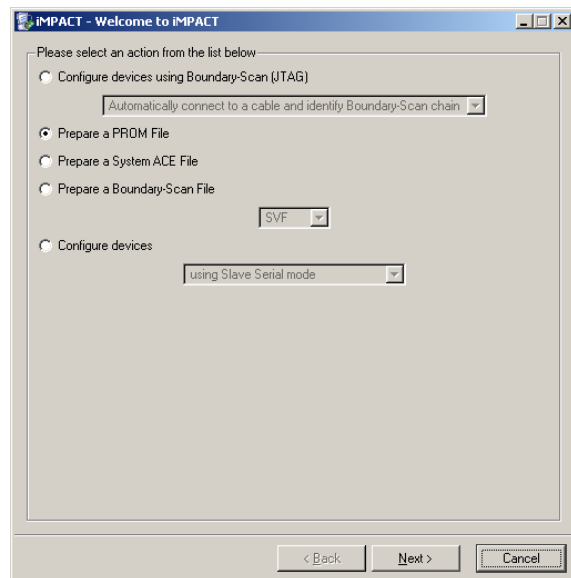 iMPACT - Welcome to iMPACT
Please select an action from the list below
Configure devices using Boundary-Scan (JTAG)
Automatically connect to a cable and identify Boundary-Scan chain
Prepare a PROM File
Prepare a System ACE File
Prepare a Boundary-Scan File
SVF
Configure devices
using Slave Serial mode
< Back Next > Cancel